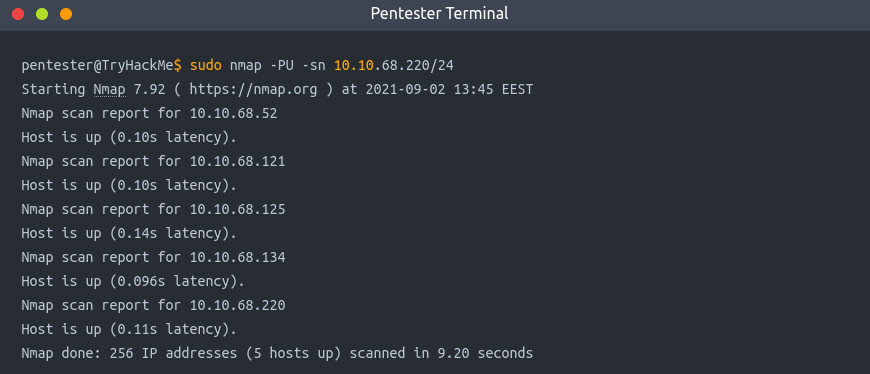 Pentester Terminal
pentester@TryHackMe$ sudo nmap -PU -sn 10.10.68.220/24
Starting Nmap 7.92 ( https://nmap.org ) at 2021-09-02 13:45 EEST
Nmap scan report for 10.10.68.52
Host is up (0.10s latency).
Nmap scan report for 10.10.68.121
Host is up (0.10s latency).
Nmap scan report for 10.10.68.125
Host is up (0.14s latency).
Nmap scan report for 10.10.68.134
Host is up (0.096s latency).
Nmap scan report for 10.10.68.220
Host is up (0.11s latency).
Nmap done: 256 IP addresses (5 hosts up) scanned in 9.20 seconds